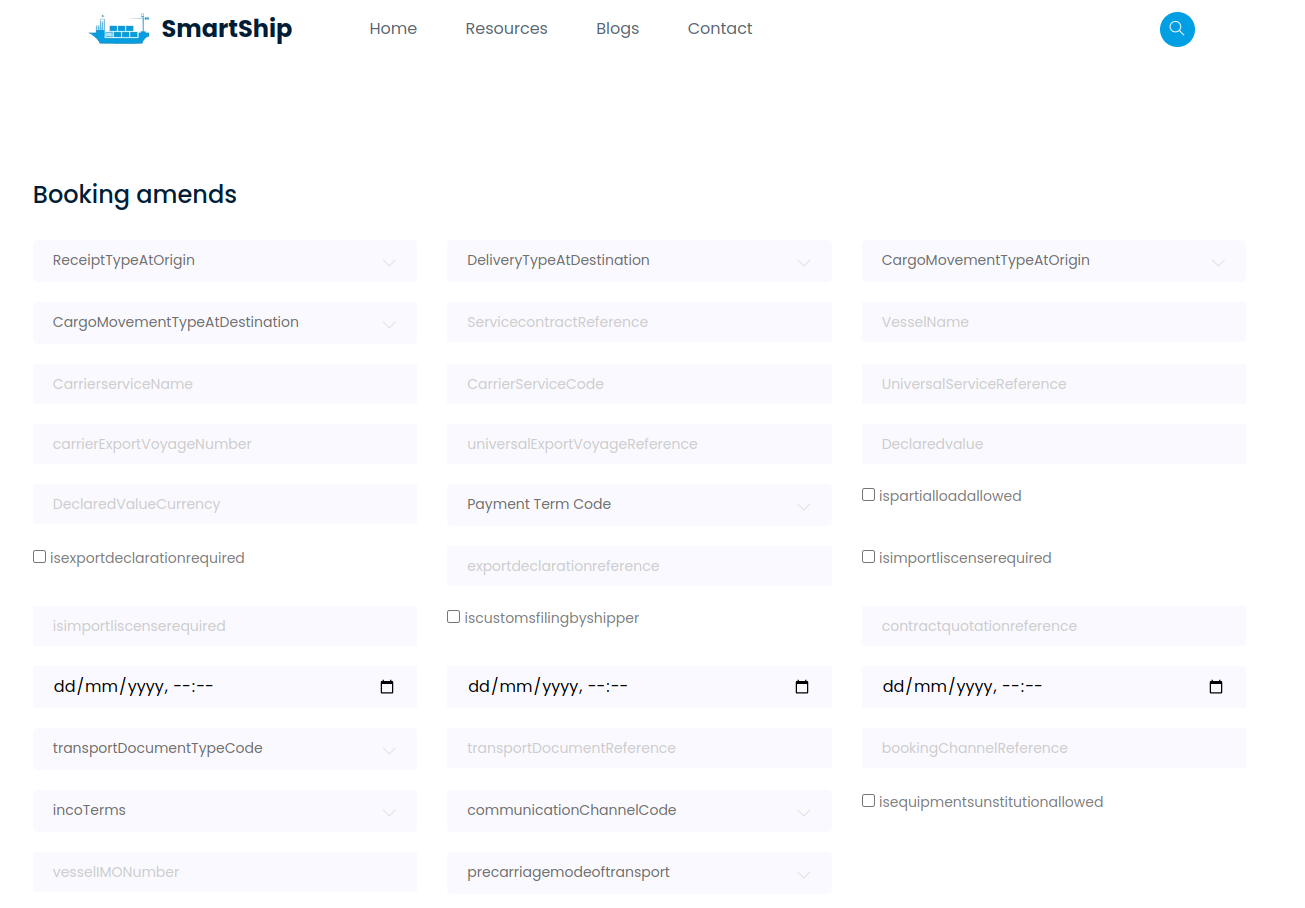 SmartShip Home Resources Blogs Contact
Booking amends
ReceiptTypeAtOrigin DeliveryTypeAtDestination CargoMovementTypeAtOrigin
CargoMovementTypeAtDestination ServicecontractReference VesselName
CarrierserviceName CarrierServiceCode UniversalServiceReference
carrierExportVoyageNumber universalExportVoyageReference Declaredvalue
DeclaredValueCurrency Payment Term Code ispartialloadallowed
isexportdeclarationrequired exportdeclarationreference isimportliscenserequired
isimportliscenserequired iscustomsfilingbyshipper contractquotationreference
dd/mm/yyyy, --:-- dd/mm/yyyy, --:-- dd/mm/yyyy, --:--
transportDocumentTypeCode transportDocumentReference bookingChannelReference
incoTerms communicationChannelCode isequipmentsunstitutionallowed
vesselIMONumber precarriagemodeoftransport